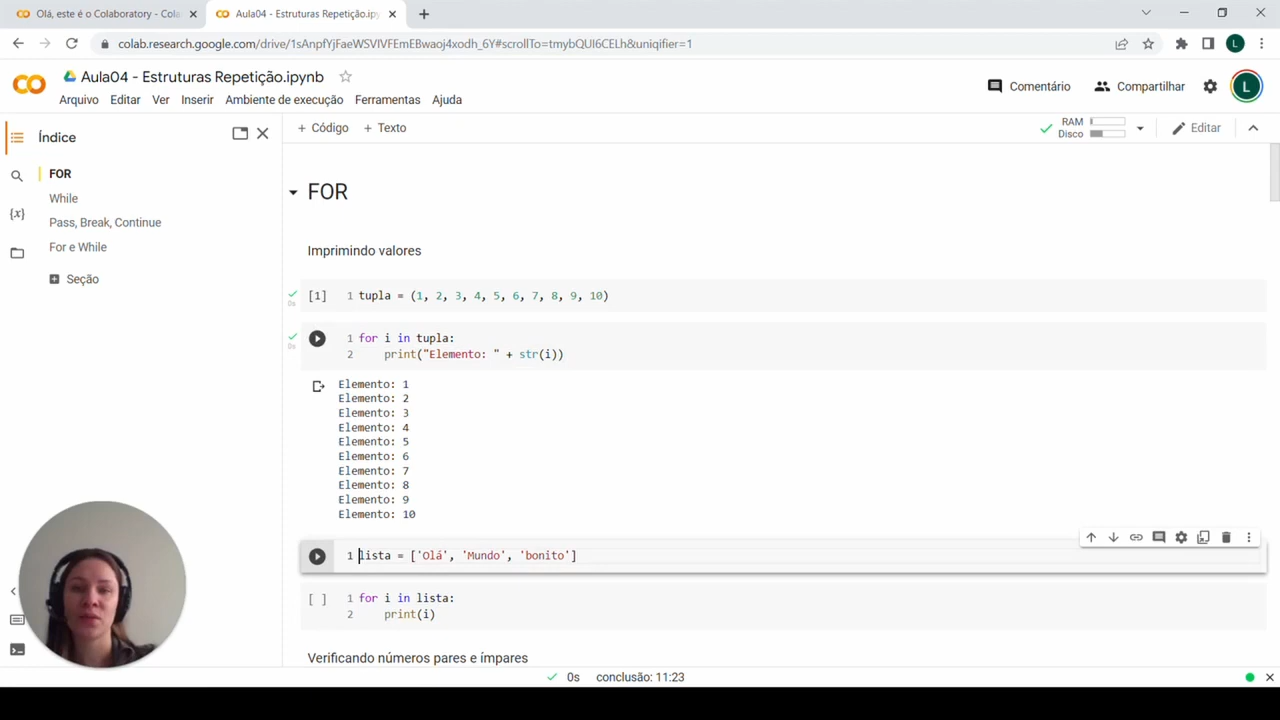 Olá, este é o Colaboratory - Cola
Aula04 - Estruturas Repetição.ipyn
colab.research.google.com/drive/1sAnpfYjFaeWSVlVFEmEBwaoj4xodh_6Y#scrollTo=tmybQUI6CELh&uniqifier=1
L
Aula04 - Estruturas Repetição.ipynb
Arquivo Editar Ver Inserir Ambiente de execução Ferramentas Ajuda
Comentário Compartilhar L
+ Código + Texto
RAM
Disco
Editar
Índice
FOR
While
Pass, Break, Continue
For e While
Seção
{x}
FOR
Imprimindo valores
0s
[1] 1 tupla = (1, 2, 3, 4, 5, 6, 7, 8, 9, 10)
0s
1 for i in tupla:
2 print("Elemento: " + str(i))
Elemento: 1
Elemento: 2
Elemento: 3
Elemento: 4
Elemento: 5
Elemento: 6
Elemento: 7
Elemento: 8
Elemento: 9
Elemento: 10
1 lista = ['Olá', 'Mundo', 'bonito']
[ ] 1 for i in lista:
2 print(i)
Verificando números pares e ímpares
0s conclusão: 11:23